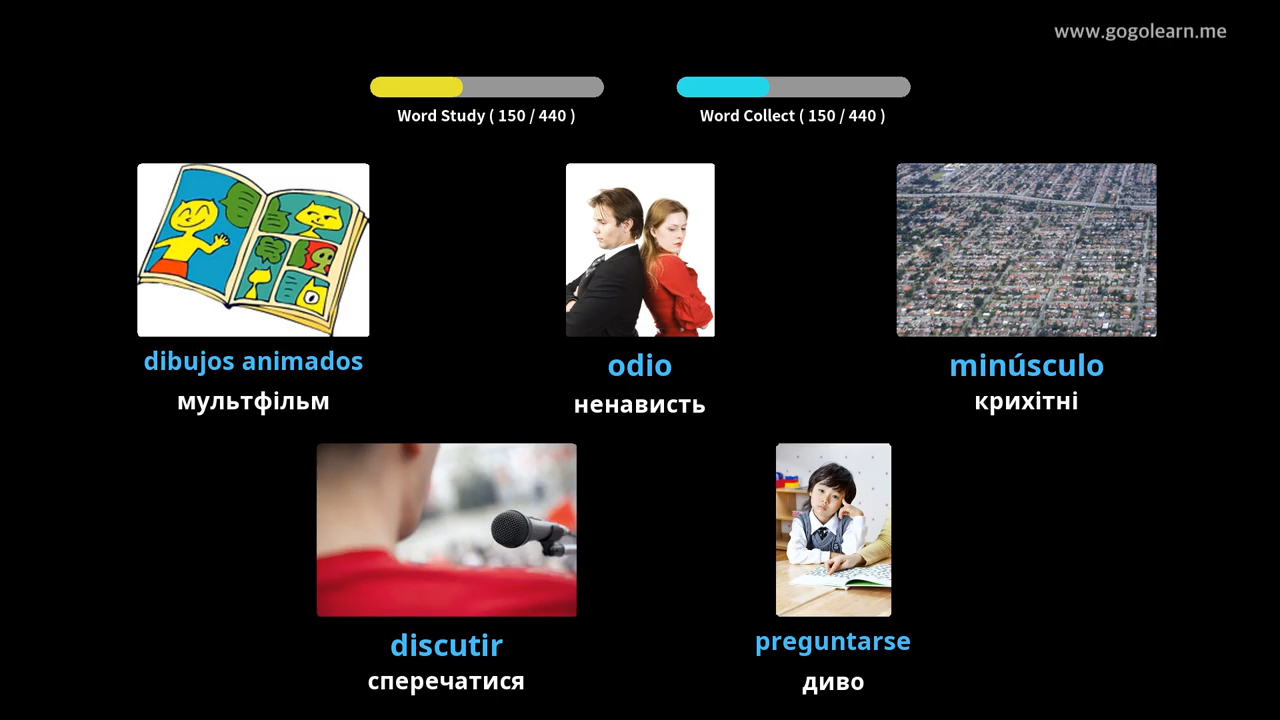 www.gogolearn.me
Word Study ( 150 / 440 )
Word Collect ( 150 / 440 )
dibujos animados
мультфільм
odio
ненависть
minúsculo
крихітні
discutir
сперечатися
preguntarse
диво